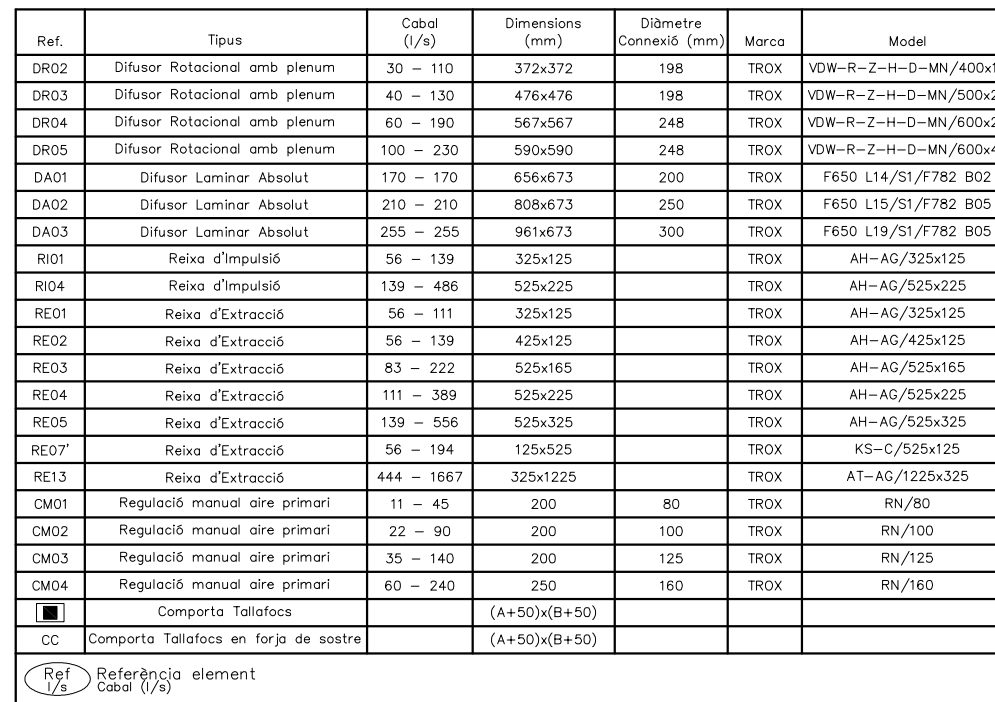 Ref. Tipus Cabal (l/s) Dimensions (mm) Diàmetre Connexió (mm) Marca Model
DR02 Difusor Rotacional amb plenum 30 - 110 372x372 198 TROX VDW-R-Z-H-D-MN/400x1
DR03 Difusor Rotacional amb plenum 40 - 130 476x476 198 TROX VDW-R-Z-H-D-MN/500x2
DR04 Difusor Rotacional amb plenum 60 - 190 567x567 248 TROX VDW-R-Z-H-D-MN/600x2
DR05 Difusor Rotacional amb plenum 100 - 230 590x590 248 TROX VDW-R-Z-H-D-MN/600x4
DA01 Difusor Laminar Absolut 170 - 170 656x673 200 TROX F650 L14/S1/F782 B02
DA02 Difusor Laminar Absolut 210 - 210 808x673 250 TROX F650 L15/S1/F782 B05
DA03 Difusor Laminar Absolut 255 - 255 961x673 300 TROX F650 L19/S1/F782 B05
RI01 Reixa d'Impulsió 56 - 139 325x125 TROX AH-AG/325x125
RI04 Reixa d'Impulsió 139 - 486 525x225 TROX AH-AG/525x225
RE01 Reixa d'Extracció 56 - 111 325x125 TROX AH-AG/325x125
RE02 Reixa d'Extracció 56 - 139 425x125 TROX AH-AG/425x125
RE03 Reixa d'Extracció 83 - 222 525x165 TROX AH-AG/525x165
RE04 Reixa d'Extracció 111 - 389 525x225 TROX AH-AG/525x225
RE05 Reixa d'Extracció 139 - 556 525x325 TROX AH-AG/525x325
RE07' Reixa d'Extracció 56 - 194 125x525 TROX KS-C/525x125
RE13 Reixa d'Extracció 444 - 1667 325x1225 TROX AT-AG/1225x325
CM01 Regulació manual aire primari 11 - 45 200 80 TROX RN/80
CM02 Regulació manual aire primari 22 - 90 200 100 TROX RN/100
CM03 Regulació manual aire primari 35 - 140 200 125 TROX RN/125
CM04 Regulació manual aire primari 60 - 240 250 160 TROX RN/160
Comporta Tallafocs (A+50)x(B+50)
CC Comporta Tallafocs en forja de sostre (A+50)x(B+50)
Ref Referència element
l/s Cabal (l/s)